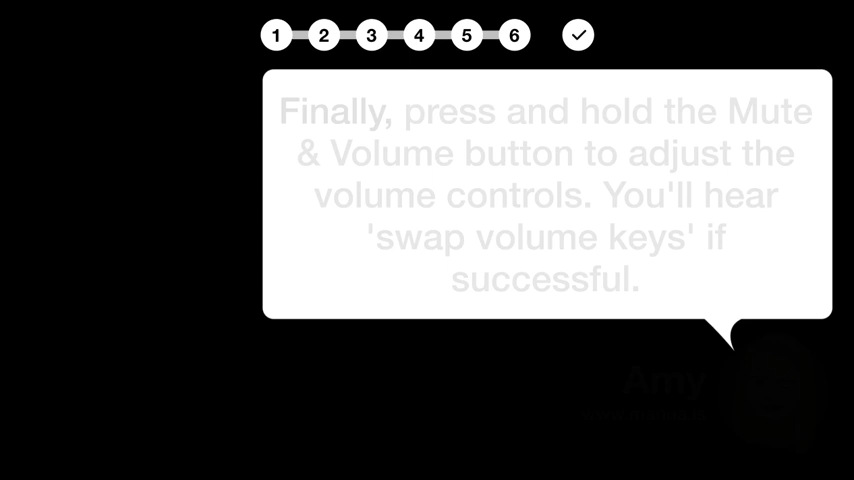 1 2 3 4 5 6
Finally, press and hold the Mute
& Volume button to adjust the
volume controls. You'll hear
'swap volume keys' if
successful.
Amy